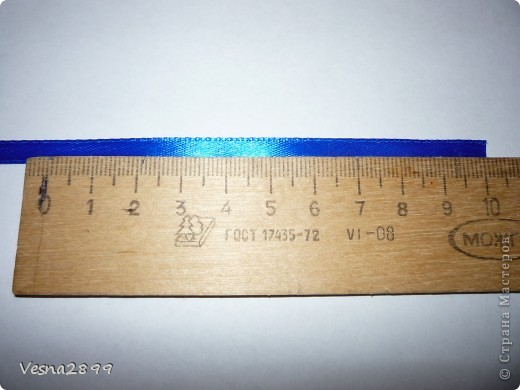 0 1 2 3 4 5 6 7 8 9 10
ГОСТ 17435-72 VI-08
МОЖ
Vesna2899
© Страна Мастеров